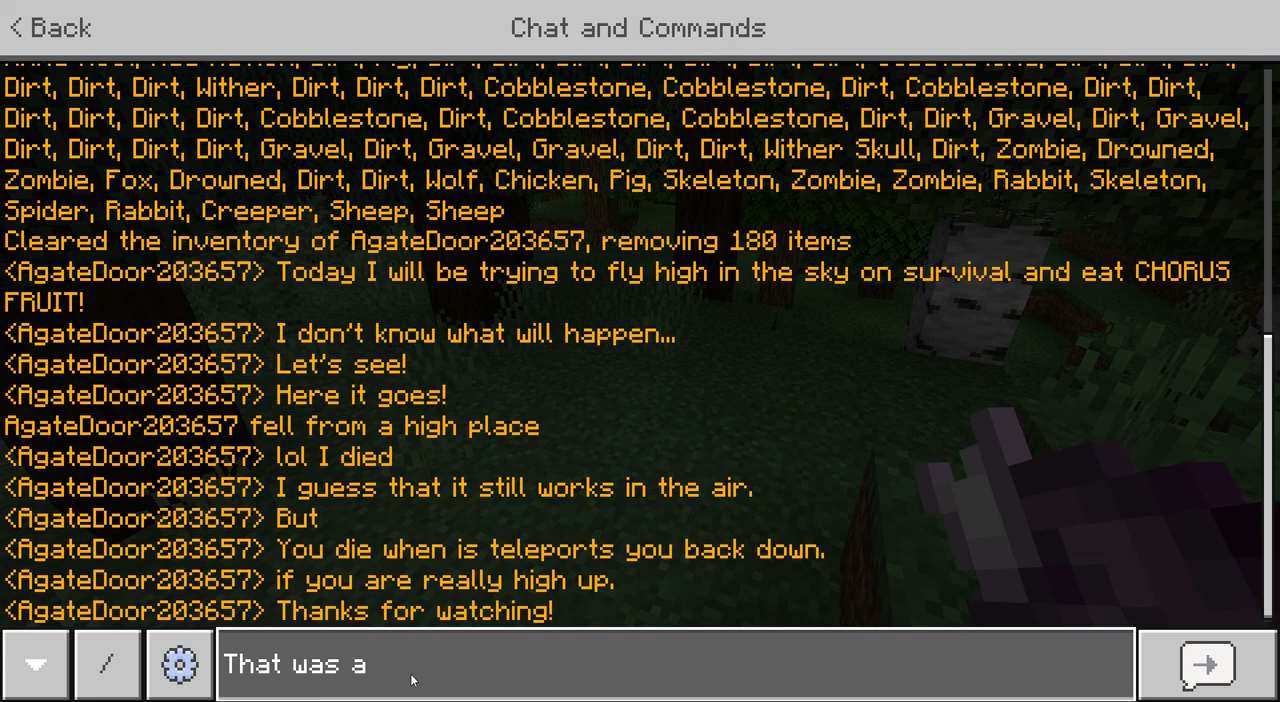 < Back
Chat and Commands
Dirt, Dirt, Dirt, Wither, Dirt, Dirt, Dirt, Cobblestone, Cobblestone, Dirt, Cobblestone, Dirt, Dirt,
Dirt, Dirt, Dirt, Dirt, Cobblestone, Dirt, Cobblestone, Cobblestone, Dirt, Dirt, Gravel, Dirt, Gravel,
Dirt, Dirt, Dirt, Dirt, Gravel, Dirt, Gravel, Gravel, Dirt, Dirt, Wither Skull, Dirt, Zombie, Drowned,
Zombie, Fox, Drowned, Dirt, Dirt, Wolf, Chicken, Pig, Skeleton, Zombie, Zombie, Rabbit, Skeleton,
Spider, Rabbit, Creeper, Sheep, Sheep
Cleared the inventory of AgateDoor203657, removing 180 items
<AgateDoor203657> Today I will be trying to fly high in the sky on survival and eat CHORUS
FRUIT!
<AgateDoor203657> I don't know what will happen...
<AgateDoor203657> Let's see!
<AgateDoor203657> Here it goes!
AgateDoor203657 fell from a high place
<AgateDoor203657> lol I died
<AgateDoor203657> I guess that it still works in the air.
<AgateDoor203657> But
<AgateDoor203657> You die when is teleports you back down.
<AgateDoor203657> if you are really high up.
<AgateDoor203657> Thanks for watching!
/
That was a